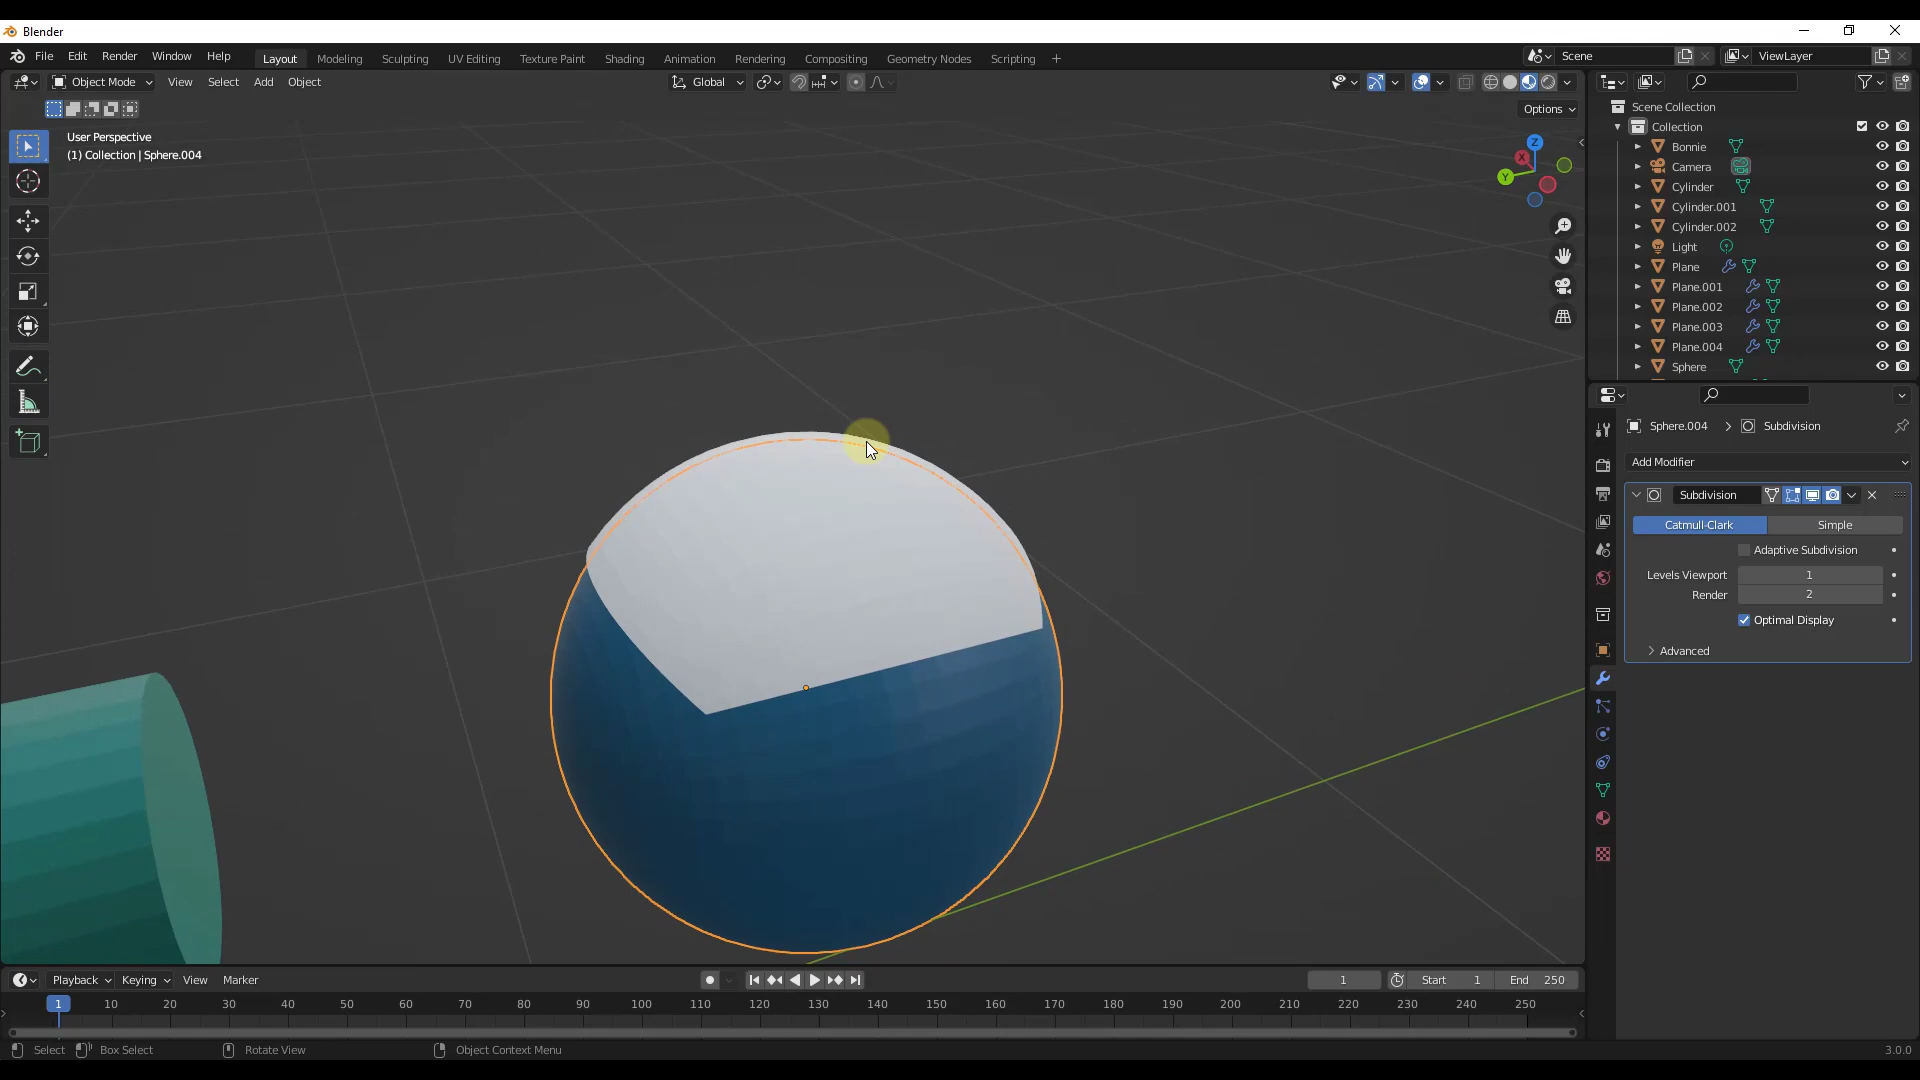 Blender
File Edit Render Window Help Layout Modeling Sculpting UV Editing Texture Paint Shading Animation Rendering Compositing Geometry Nodes Scripting + Scene ViewLayer
Object Mode View Select Add Object Global
Options
User Perspective
(1) Collection | Sphere.004
Z
X
Y
Scene Collection
Collection
Bonnie
Camera
Cylinder
Cylinder.001
Cylinder.002
Light
Plane
Plane.001
Plane.002
Plane.003
Plane.004
Sphere
Sphere.004 > Subdivision
Add Modifier
Subdivision
Catmull-Clark Simple
Adaptive Subdivision
Levels Viewport 1
Render 2
Optimal Display
Advanced
Playback Keying View Marker 1 Start 1 End 250
1 10 20 30 40 50 60 70 80 90 100 110 120 130 140 150 160 170 180 190 200 210 220 230 240 250
Select Box Select Rotate View Object Context Menu 3.0.0